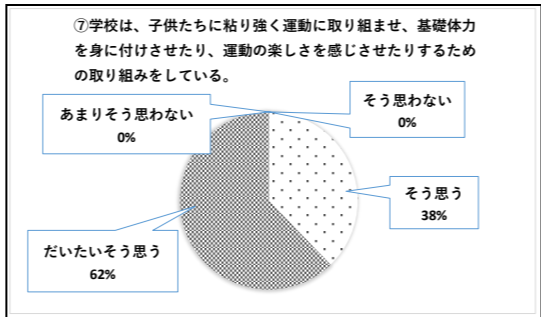 ⑦学校は、子供たちに粘り強く運動に取り組ませ、基礎体力
を身に付けさせたり、運動の楽しさを感じさせたりするため
の取り組みをしている。
あまりそう思わない
0%
そう思わない
0%
そう思う
38%
だいたいそう思う
62%